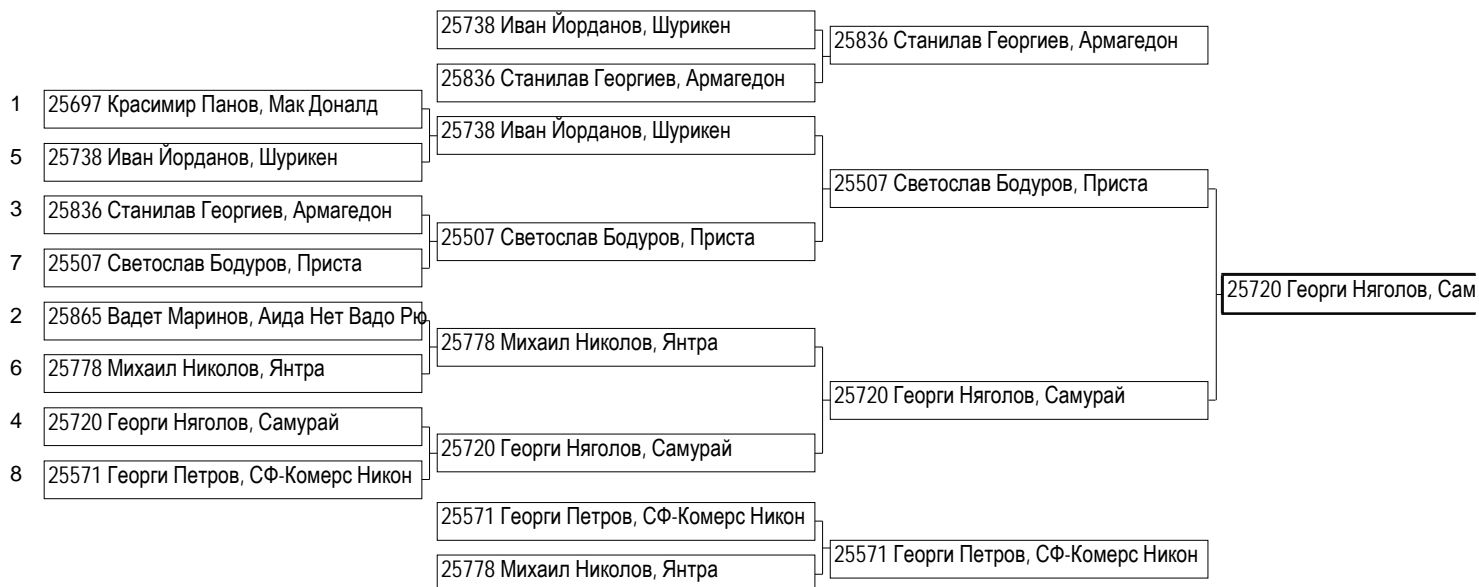 25738 Иван Йорданов, Шурикен
25836 Станилав Георгиев, Армагедон
25836 Станилав Георгиев, Армагедон
1 25697 Красимир Панов, Мак Доналд
25738 Иван Йорданов, Шурикен
5 25738 Иван Йорданов, Шурикен
25507 Светослав Бодуров, Приста
3 25836 Станилав Георгиев, Армагедон
25507 Светослав Бодуров, Приста
7 25507 Светослав Бодуров, Приста
25720 Георги Няголов, Сам
2 25865 Вадет Маринов, Аида Нет Вадо Рю
25778 Михаил Николов, Янтра
6 25778 Михаил Николов, Янтра
25720 Георги Няголов, Самурай
4 25720 Георги Няголов, Самурай
25720 Георги Няголов, Самурай
8 25571 Георги Петров, СФ-Комерс Никон
25571 Георги Петров, СФ-Комерс Никон
25571 Георги Петров, СФ-Комерс Никон
25778 Михаил Николов, Янтра